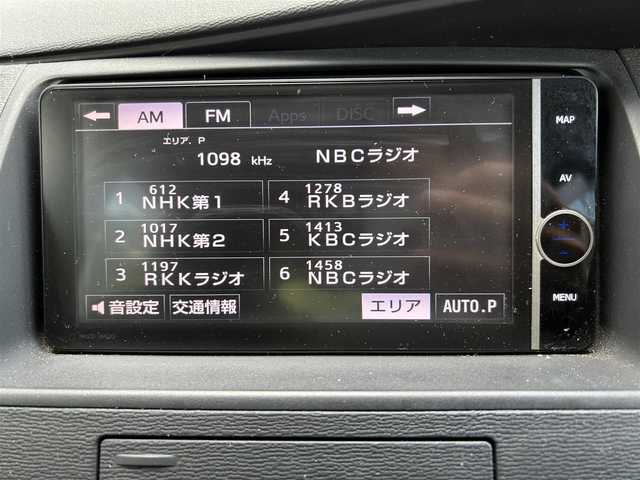 AM FM Apps DISC
エリア.P
1098 kHz NBCラジオ
1 612 NHK第1
2 1017 NHK第2
3 1197 RKKラジオ
4 1278 RKBラジオ
5 1413 KBCラジオ
6 1458 NBCラジオ
音設定 交通情報 エリア AUTO.P
MAP
AV
+
−
MENU